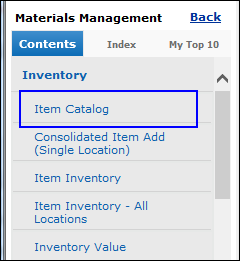 Materials Management Back
Contents Index My Top 10
Inventory
Item Catalog
Consolidated Item Add
(Single Location)
Item Inventory
Item Inventory - All
Locations
Inventory Value